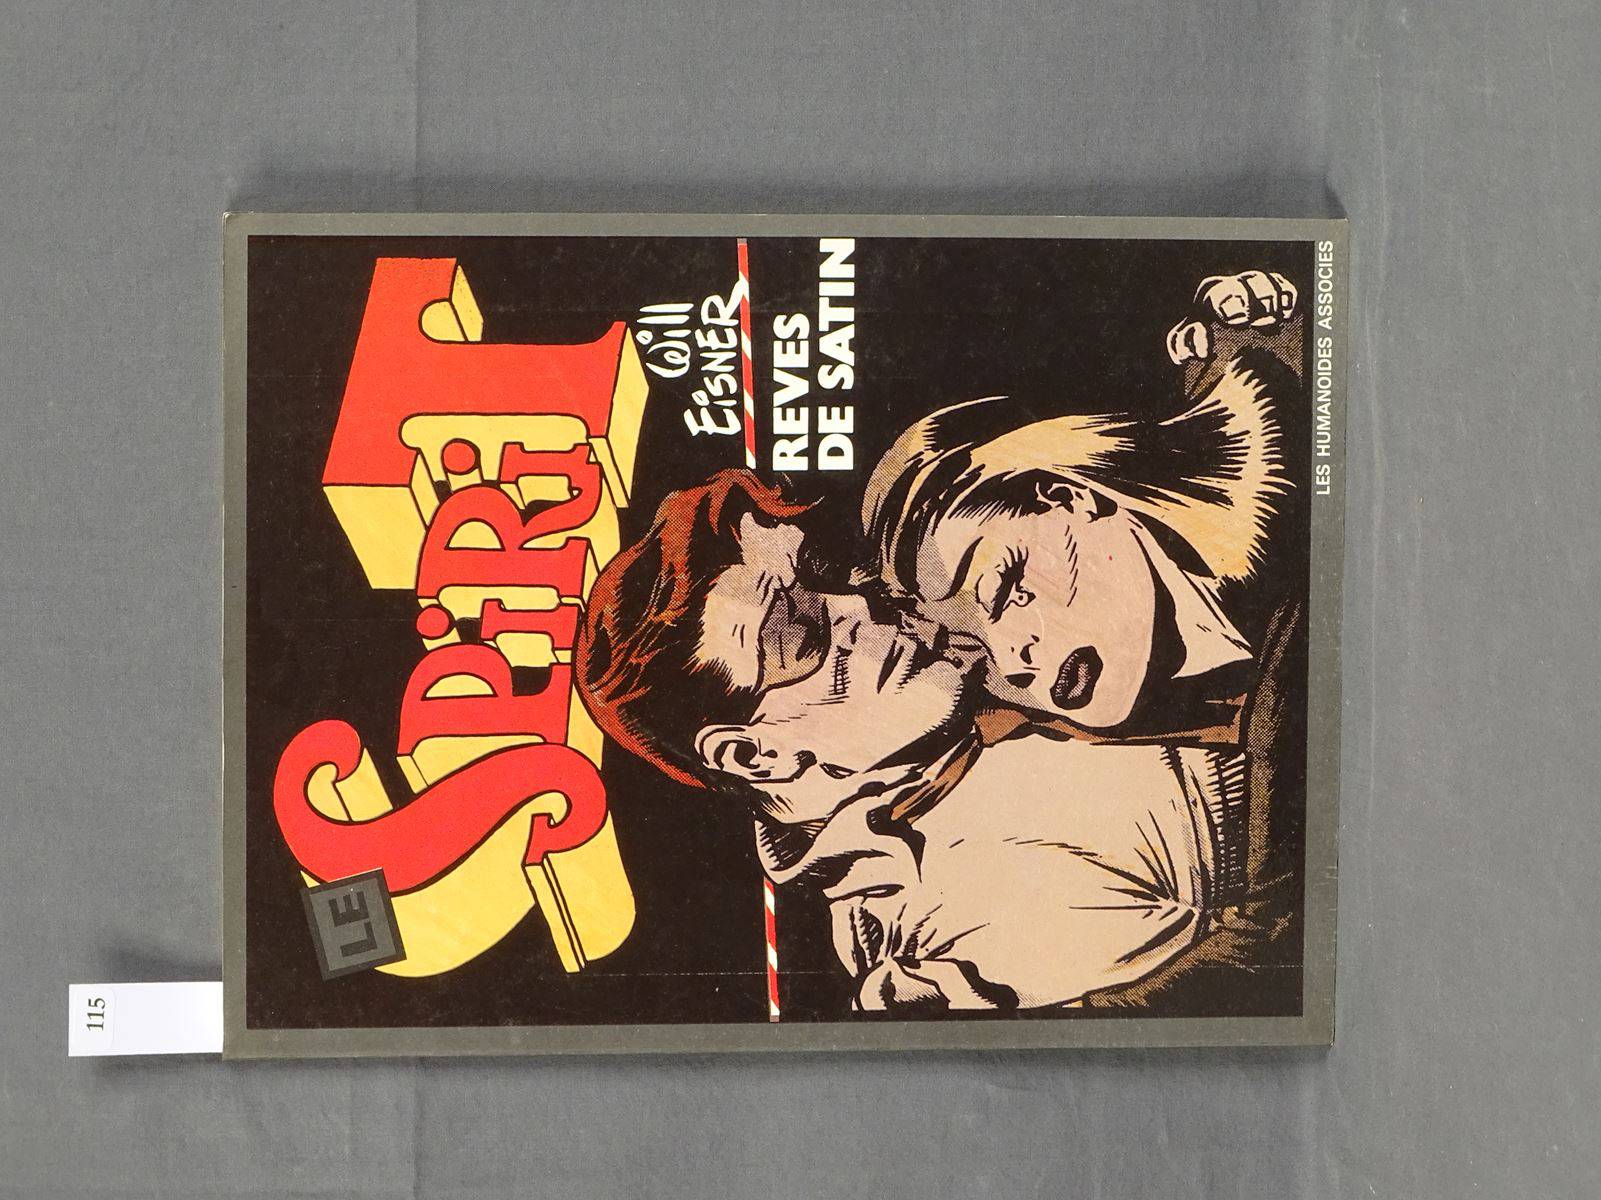 LE
SPIRIT
Will
EISNER
REVES
DE SATIN
LES HUMANOIDES ASSOCIES
115